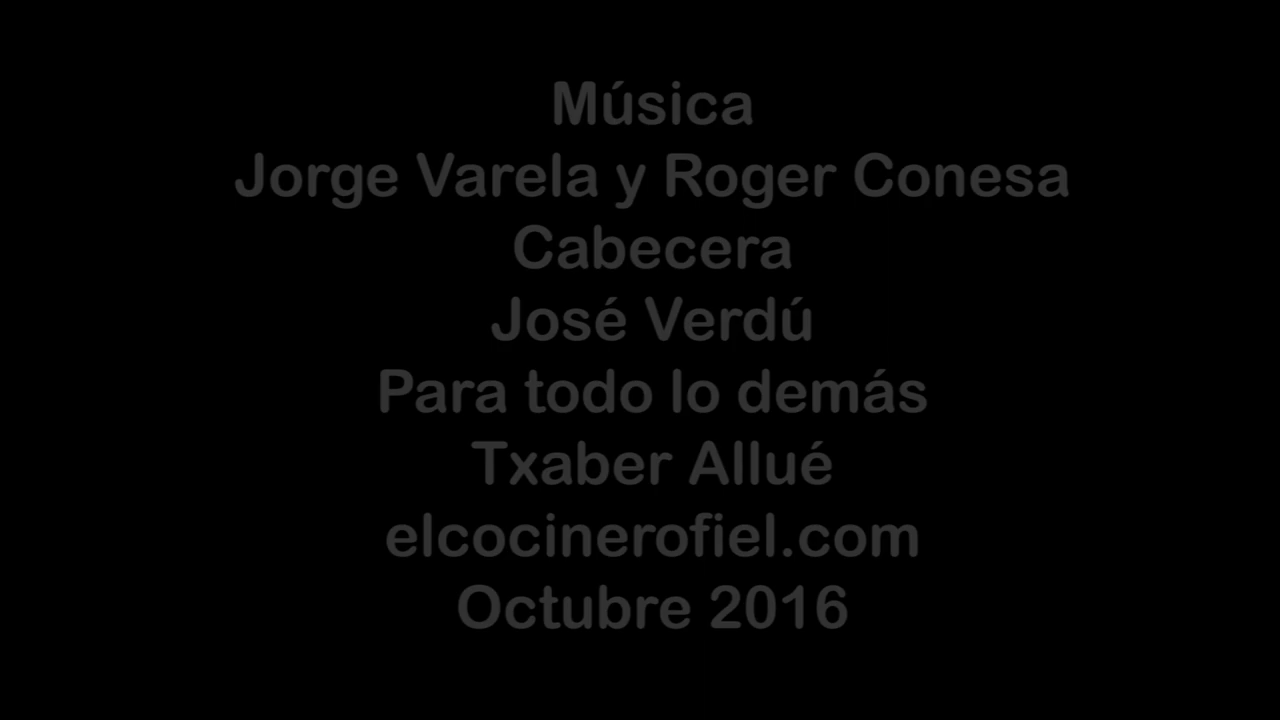 Música
Jorge Varela y Roger Conesa
Cabecera
José Verdú
Para todo lo demás
Txaber Allué
elcocinerofiel.com
Octubre 2016